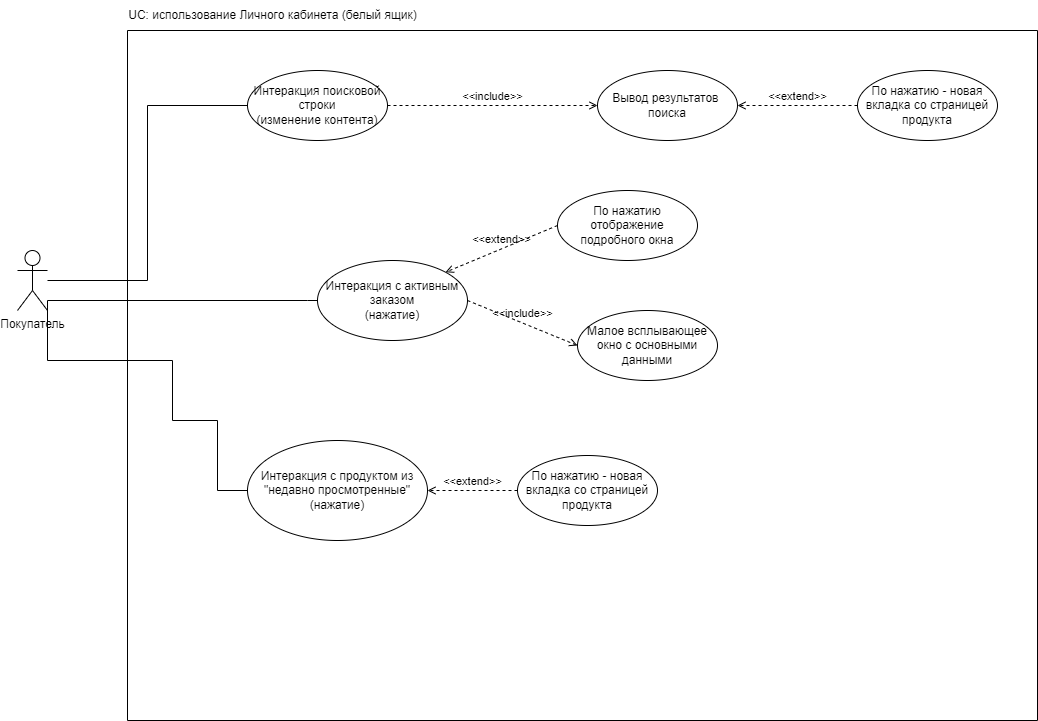 UC: использование Личного кабинета (белый ящик)
Интеракция поисковой
строки
(изменение контента)
<<include>>
Вывод результатов
поиска
<<extend>>
По нажатию - новая
вкладка со страницей
продукта
По нажатию
отображение
подробного окна
<<extend>>
Интеракция с активным
заказом
(нажатие)
<<include>>
Малое всплывающее
окно с основными
данными
Покупатель
Интеракция с продуктом из
"недавно просмотренные"
(нажатие)
<<extend>>
По нажатию - новая
вкладка со страницей
продукта